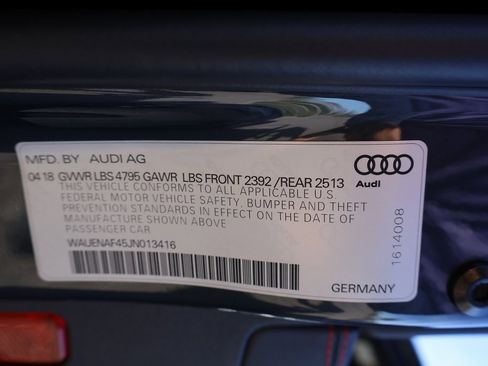 MFD. BY AUDI AG
Audi
04 18 GVWR LBS 4795 GAWR LBS FRONT 2392 /REAR 2513
THIS VEHICLE CONFORMS TO ALL APPLICABLE U.S
FEDERAL MOTOR VEHICLE SAFETY, BUMPER AND THEFT
PREVENTION STANDARDS IN EFFECT ON THE DATE OF
MANUFACTURE SHOWN ABOVE
PASSENGER CAR
WAUENAF45JN013416
1614008
GERMANY